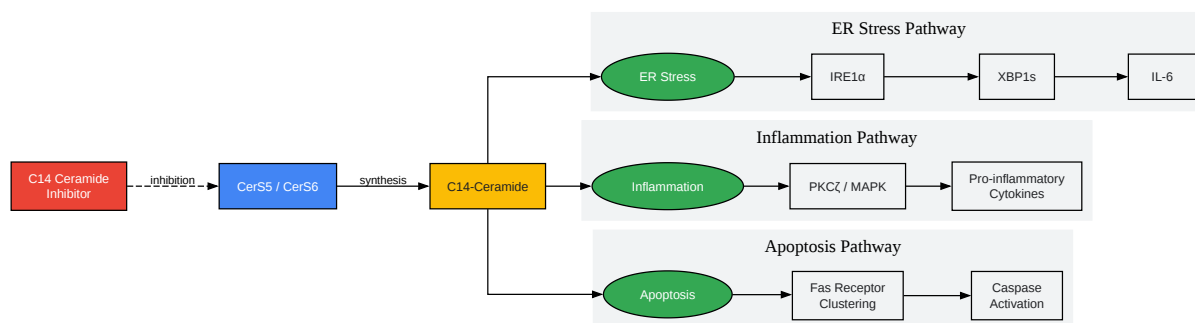 ER Stress Pathway
ER Stress
IRE1α
XBP1s
IL-6
Inflammation Pathway
C14 Ceramide
Inhibitor
inhibition
CerS5 / CerS6
synthesis
C14-Ceramide
Inflammation
PKCζ / MAPK
Pro-inflammatory
Cytokines
Apoptosis Pathway
Apoptosis
Fas Receptor
Clustering
Caspase
Activation